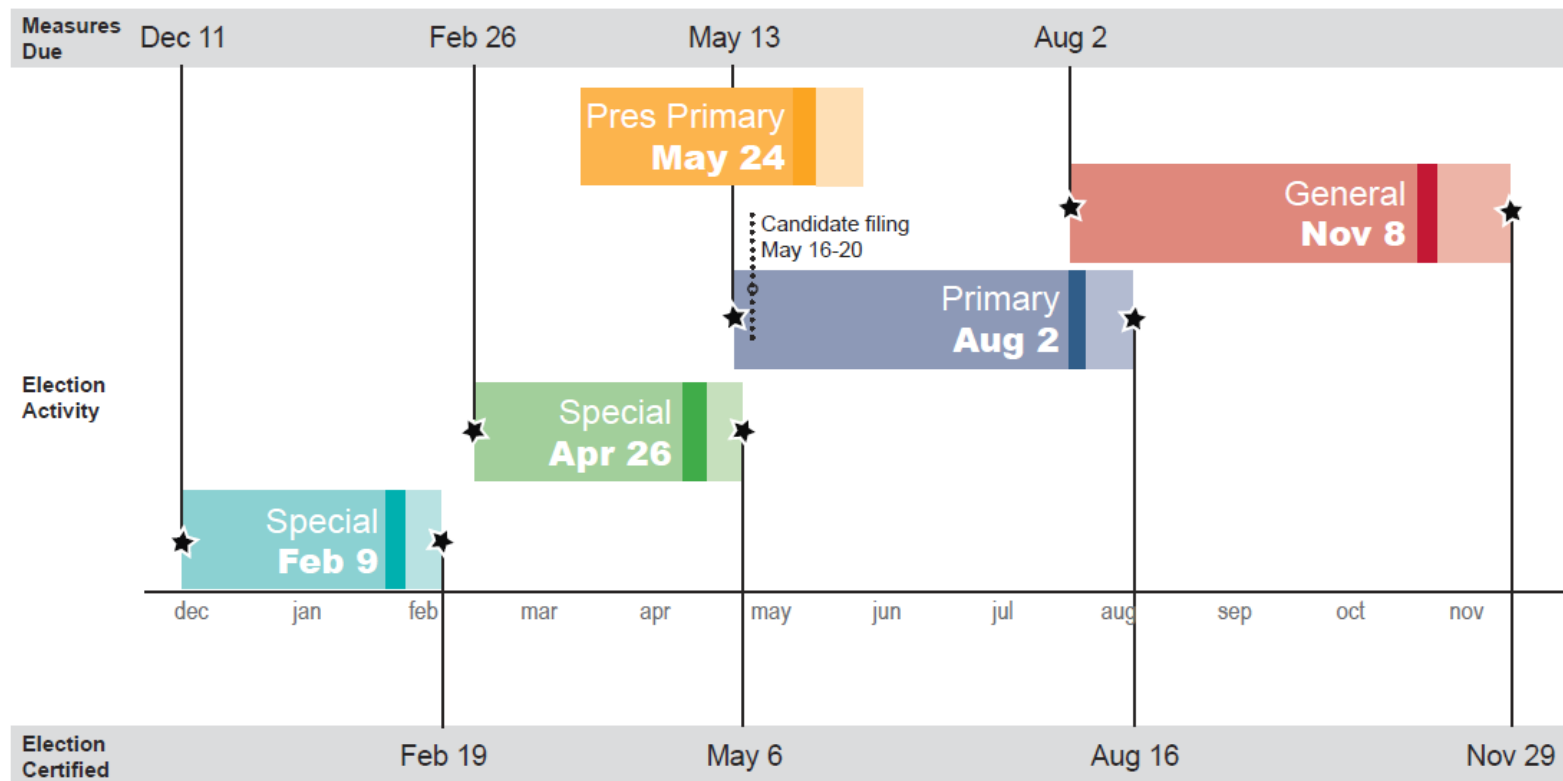 Measures
Due
Dec 11
Feb 26
May 13
Aug 2
Pres Primary
May 24
General
Nov 8
Candidate filing
May 16-20
Primary
Aug 2
Election
Activity
Special
Apr 26
Special
Feb 9
dec
jan
feb
mar
apr
may
jun
jul
aug
sep
oct
nov
Election
Certified
Feb 19
May 6
Aug 16
Nov 29